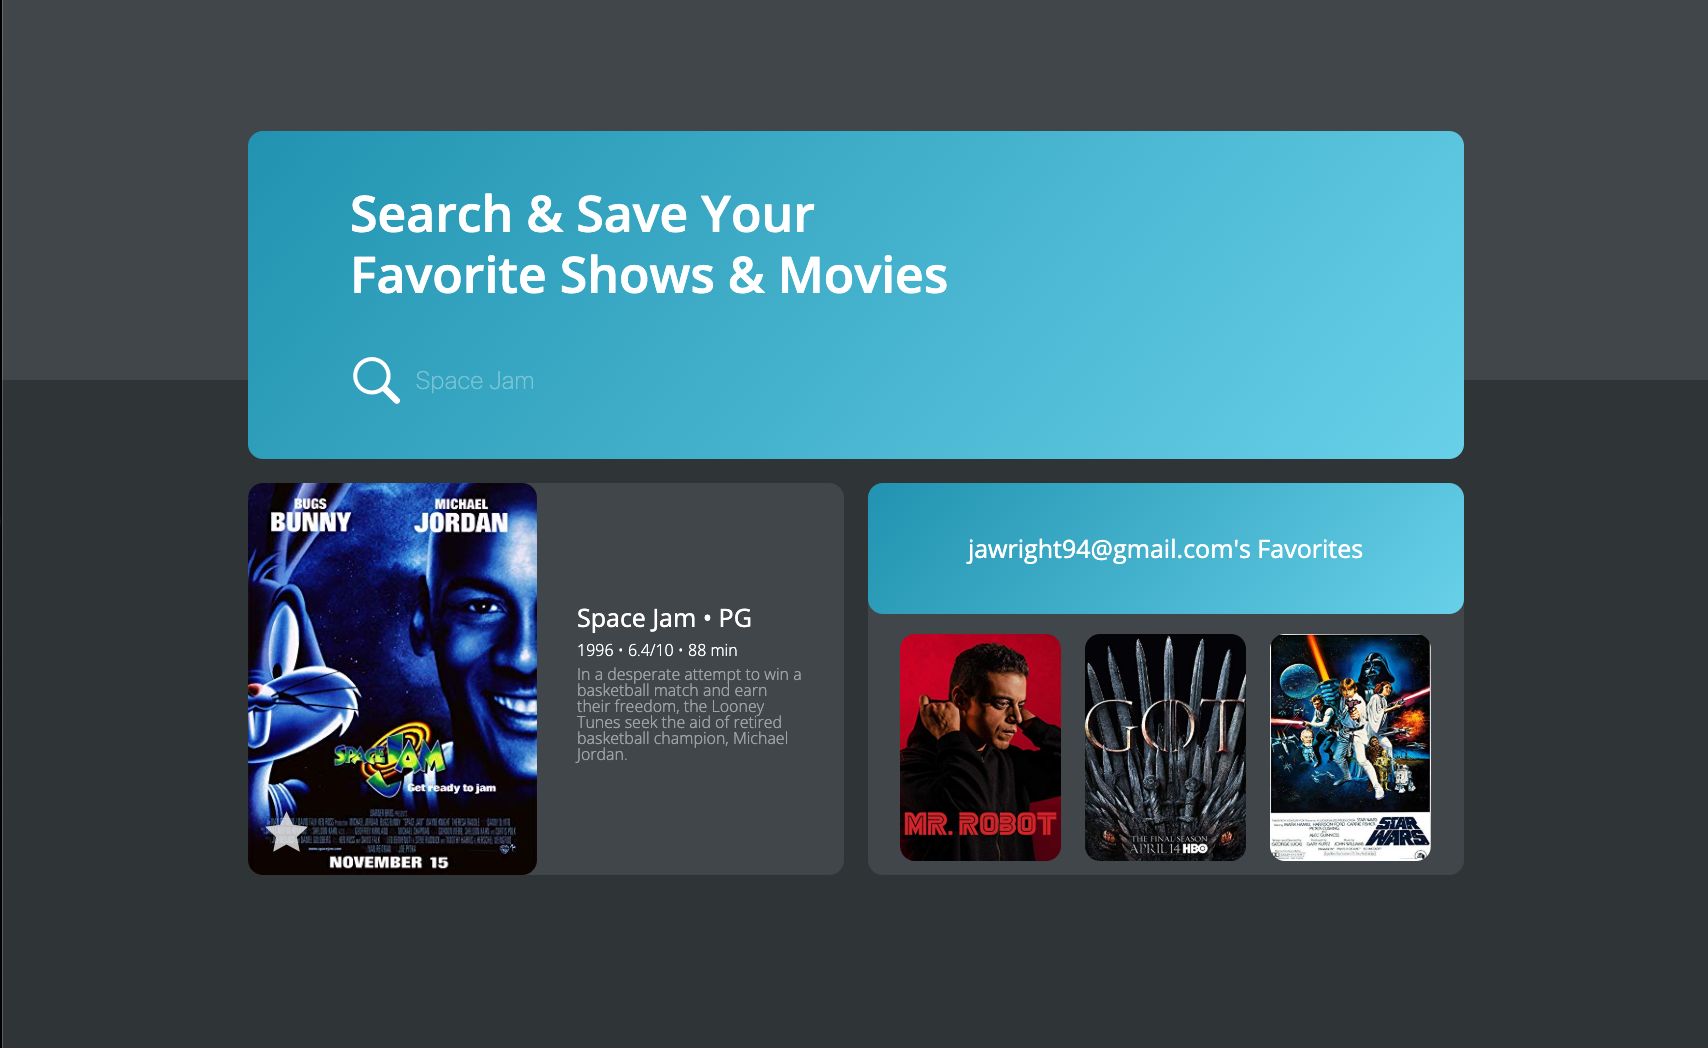 Search & Save Your
Favorite Shows & Movies
Space Jam
BUGS
BUNNY
MICHAEL
JORDAN
SPACE JAM
Get ready to jam
NOVEMBER 15
Space Jam • PG
1996 • 6.4/10 • 88 min
In a desperate attempt to win a
basketball match and earn
their freedom, the Looney
Tunes seek the aid of retired
basketball champion, Michael
Jordan.
jawright94@gmail.com's Favorites
MR. ROBOT
GOT
THE FINAL SEASON
APRIL 14 HBO
STAR
WARS